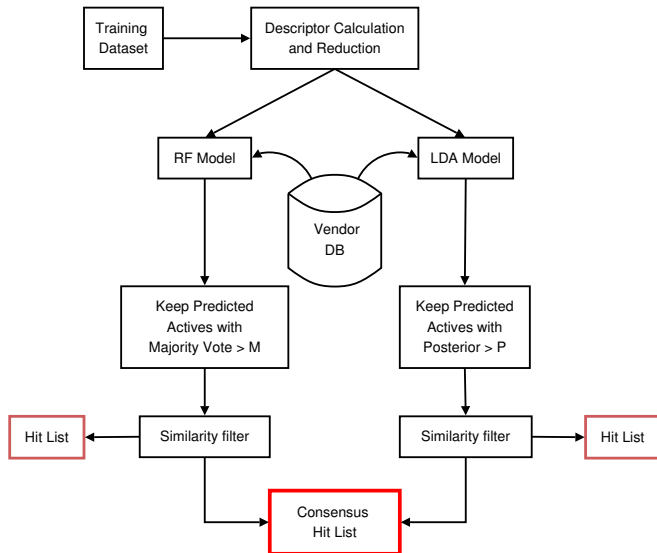 Training
Dataset
Descriptor Calculation
and Reduction
RF Model
LDA Model
Vendor
DB
Keep Predicted
Actives with
Majority Vote > M
Keep Predicted
Actives with
Posterior > P
Hit List
Similarity filter
Similarity filter
Hit List
Consensus
Hit List